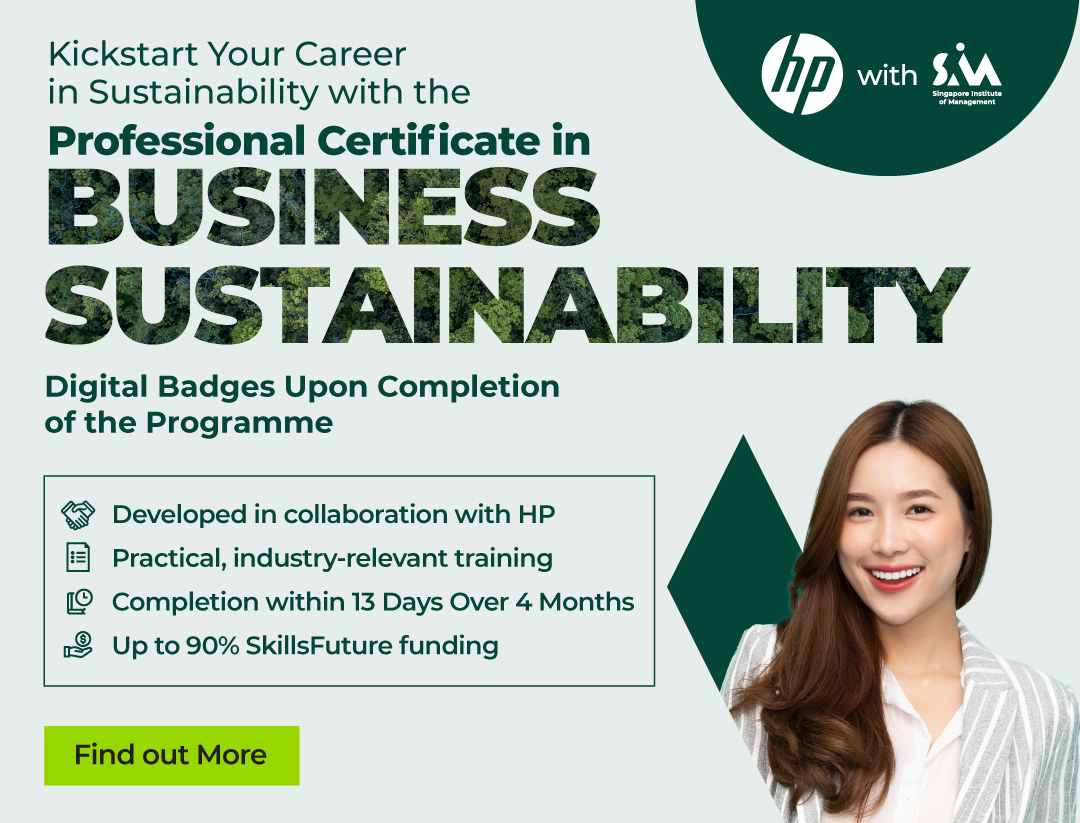 Kickstart Your Career
in Sustainability with the
Professional Certificate in
BUSINESS
SUSTAINABILITY
hp with SIM
Singapore Institute
of Management
Digital Badges Upon Completion
of the Programme
Developed in collaboration with HP
Practical, industry-relevant training
Completion within 13 Days Over 4 Months
Up to 90% SkillsFuture funding
Find out More